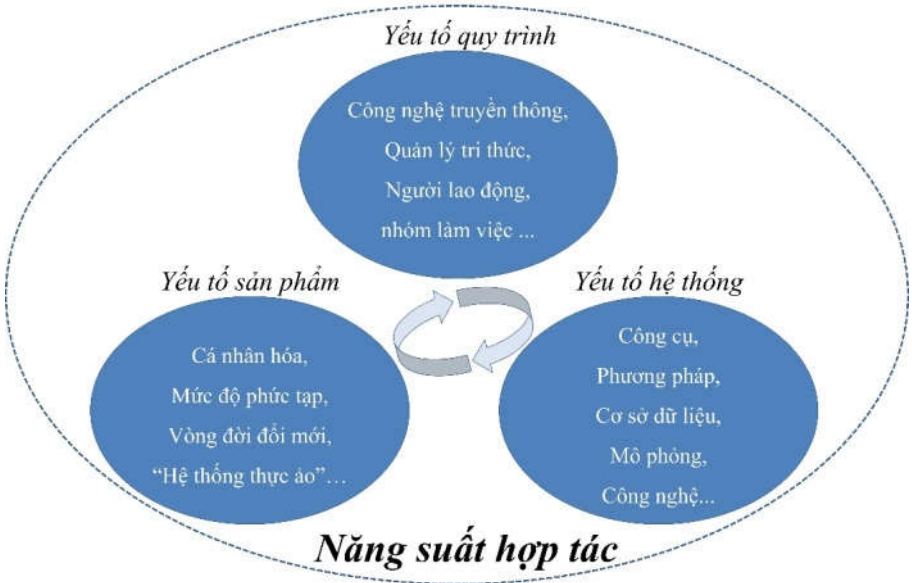 Yếu tố quy trình
Công nghệ truyền thông,
Quản lý tri thức,
Người lao động,
nhóm làm việc ...
Yếu tố sản phẩm
Cá nhân hóa,
Mức độ phức tạp,
Vòng đời đổi mới,
“Hệ thống thực ảo”…
Yếu tố hệ thống
Công cụ,
Phương pháp,
Cơ sở dữ liệu,
Mô phỏng,
Công nghệ...
Năng suất hợp tác